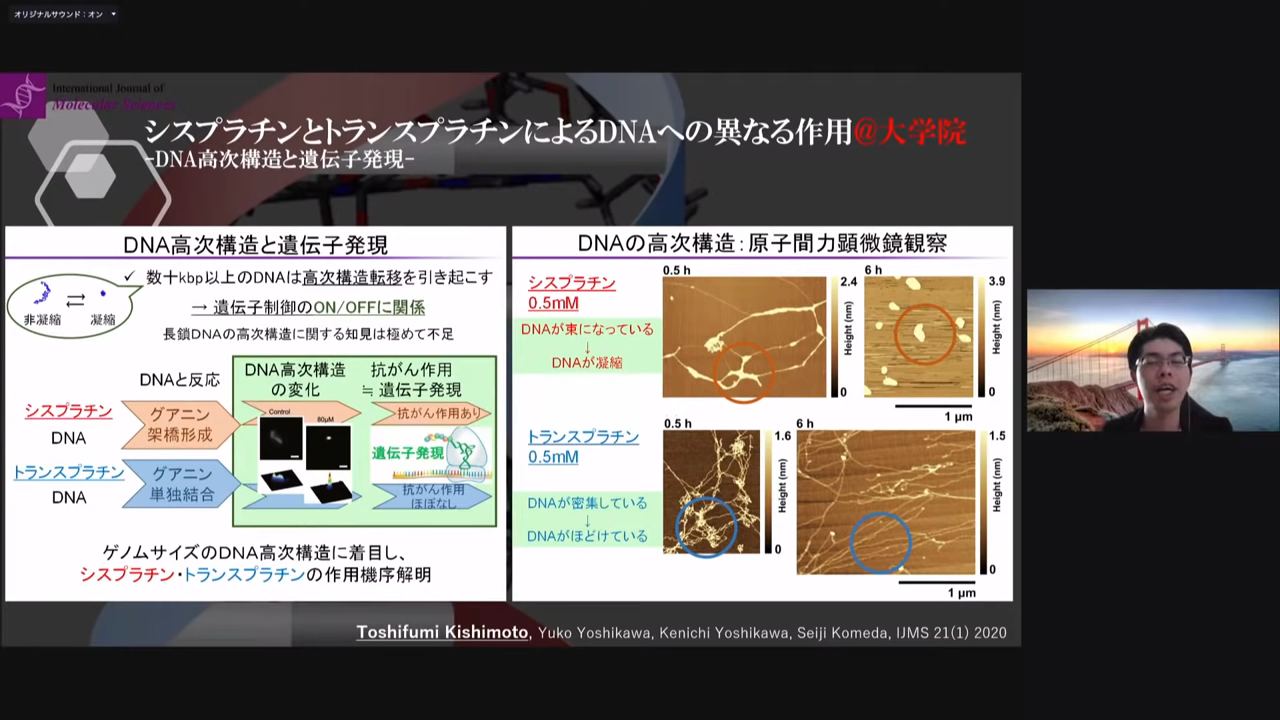 オリジナルサウンド：オン
International Journal of
Molecular Sciences
シスプラチンとトランスプラチンによるDNAへの異なる作用@大学院
-DNA高次構造と遺伝子発現-
DNA高次構造と遺伝子発現
✓ 数十kbp以上のDNAは高次構造転移を引き起こす
→ 遺伝子制御のON/OFFに関係
長鎖DNAの高次構造に関する知見は極めて不足
非凝縮
凝縮
DNAと反応
DNA高次構造
の変化
抗がん作用
≒ 遺伝子発現
シスプラチン
DNA
グアニン
架橋形成
Control
80μM
抗がん作用あり
遺伝子発現
トランスプラチン
DNA
グアニン
単独結合
抗がん作用
ほぼなし
ゲノムサイズのDNA高次構造に着目し、
シスプラチン・トランスプラチンの作用機序解明
DNAの高次構造：原子間力顕微鏡観察
シスプラチン
0.5mM
DNAが束になっている
↓
DNAが凝縮
0.5 h
2.4
Height (nm)
0
6 h
3.9
Height (nm)
0
1 μm
トランスプラチン
0.5mM
DNAが密集している
↓
DNAがほどけている
0.5 h
1.6
Height (nm)
0
6 h
1.5
Height (nm)
0
1 μm
Toshifumi Kishimoto, Yuko Yoshikawa, Kenichi Yoshikawa, Seiji Komeda, IJMS 21(1) 2020